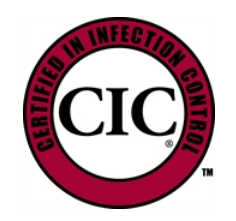 CERTIFIED IN INFECTION CONTROL
CIC®
™